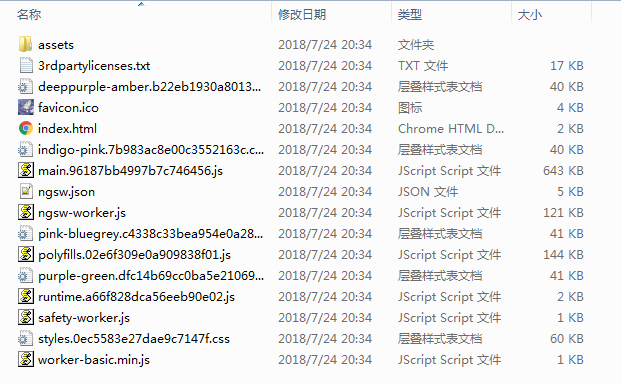 名称 修改日期 类型 大小
assets 2018/7/24 20:34 文件夹
3rdpartylicenses.txt 2018/7/24 20:34 TXT 文件 17 KB
deeppurple-amber.b22eb1930a8013... 2018/7/24 20:34 层叠样式表文档 40 KB
favicon.ico 2018/7/24 20:34 图标 4 KB
index.html 2018/7/24 20:34 Chrome HTML D... 2 KB
indigo-pink.7b983ac8e00c3552163c.c... 2018/7/24 20:34 层叠样式表文档 40 KB
main.96187bb4997b7c746456.js 2018/7/24 20:34 JScript Script 文件 643 KB
ngsw.json 2018/7/24 20:34 JSON 文件 5 KB
ngsw-worker.js 2018/7/24 20:34 JScript Script 文件 121 KB
pink-bluegrey.c4338c33bea954e0a28... 2018/7/24 20:34 层叠样式表文档 41 KB
polyfills.02e6f309e0a909838f01.js 2018/7/24 20:34 JScript Script 文件 144 KB
purple-green.dfc14b69cc0ba5e21069... 2018/7/24 20:34 层叠样式表文档 41 KB
runtime.a66f828dca56eeb90e02.js 2018/7/24 20:34 JScript Script 文件 2 KB
safety-worker.js 2018/7/24 20:34 JScript Script 文件 1 KB
styles.0ec5583e27dae9c7147f.css 2018/7/24 20:34 层叠样式表文档 60 KB
worker-basic.min.js 2018/7/24 20:34 JScript Script 文件 1 KB